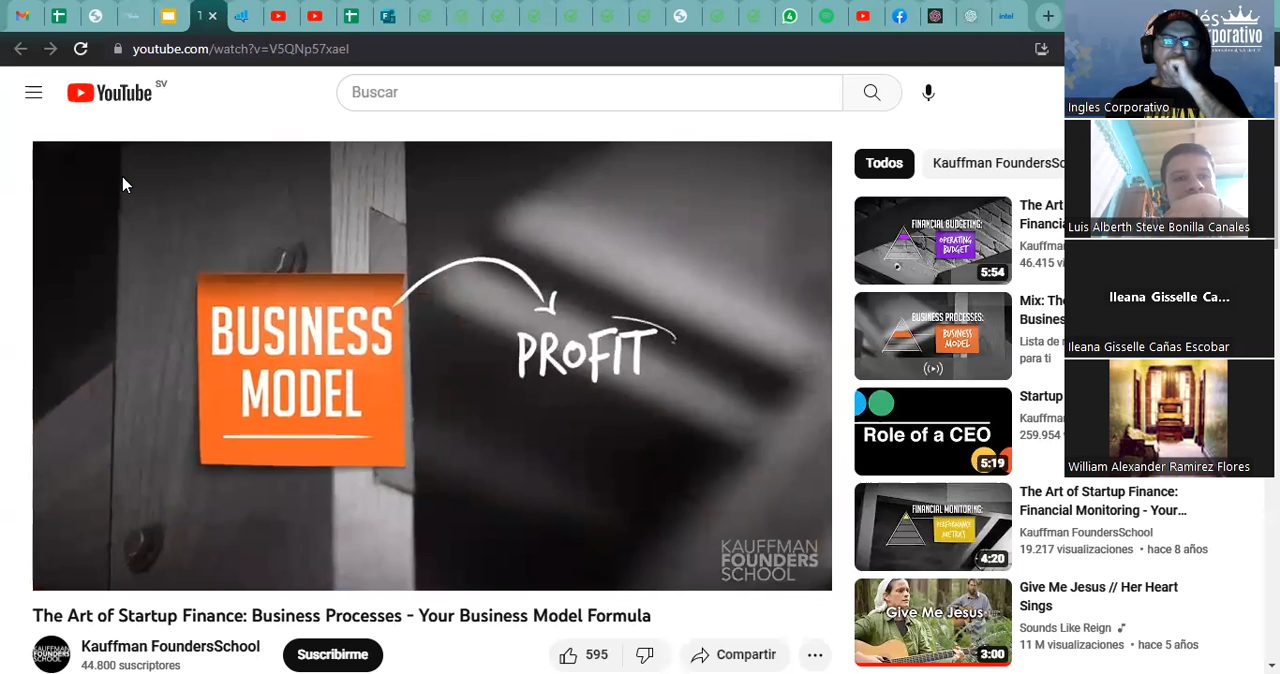 youtube.com/watch?v=V5QNp57xael
YouTube SV
Buscar
BUSINESS
MODEL
PROFIT
KAUFFMAN
FOUNDERS
SCHOOL
The Art of Startup Finance: Business Processes - Your Business Model Formula
Kauffman FoundersSchool
44.800 suscriptores
Suscribirme
595
Compartir
Todos
Kauffman FoundersSc
FINANCIAL BUDGETING:
OPERATING
BUDGET
5:54
The Ar
Financi
Kauffma
46.415 vi
BUSINESS PROCESSES:
BUSINESS
MODEL
Mix: The
Busines
Lista de r
para ti
Role of a CEO
5:19
Startup
Kauffma
259.954 v
FINANCIAL MONITORING:
PERFORMANCE
METRICS
4:20
The Art of Startup Finance:
Financial Monitoring - Your...
Kauffman FoundersSchool
19.217 visualizaciones • hace 8 años
Give Me Jesus
3:00
Give Me Jesus // Her Heart
Sings
Sounds Like Reign
11 M visualizaciones • hace 5 años
Ingles Corporativo
Luis Alberth Steve Bonilla Canales
Ileana Gisselle Ca...
Ileana Gisselle Cañas Escobar
William Alexander Ramirez Flores